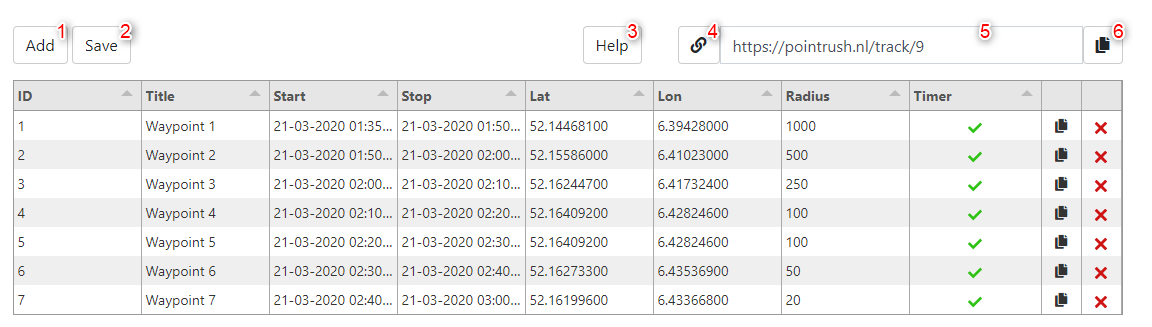 1 2 3 4 5 6
Add Save Help https://pointrush.nl/track/9
ID Title Start Stop Lat Lon Radius Timer
1 Waypoint 1 21-03-2020 01:35... 21-03-2020 01:50... 52.14468100 6.39428000 1000
2 Waypoint 2 21-03-2020 01:50... 21-03-2020 02:00... 52.15586000 6.41023000 500
3 Waypoint 3 21-03-2020 02:00... 21-03-2020 02:10... 52.16244700 6.41732400 250
4 Waypoint 4 21-03-2020 02:10... 21-03-2020 02:20... 52.16409200 6.42824600 100
5 Waypoint 5 21-03-2020 02:20... 21-03-2020 02:30... 52.16409200 6.42824600 100
6 Waypoint 6 21-03-2020 02:30... 21-03-2020 02:40... 52.16273300 6.43536900 50
7 Waypoint 7 21-03-2020 02:40... 21-03-2020 03:00... 52.16199600 6.43366800 20